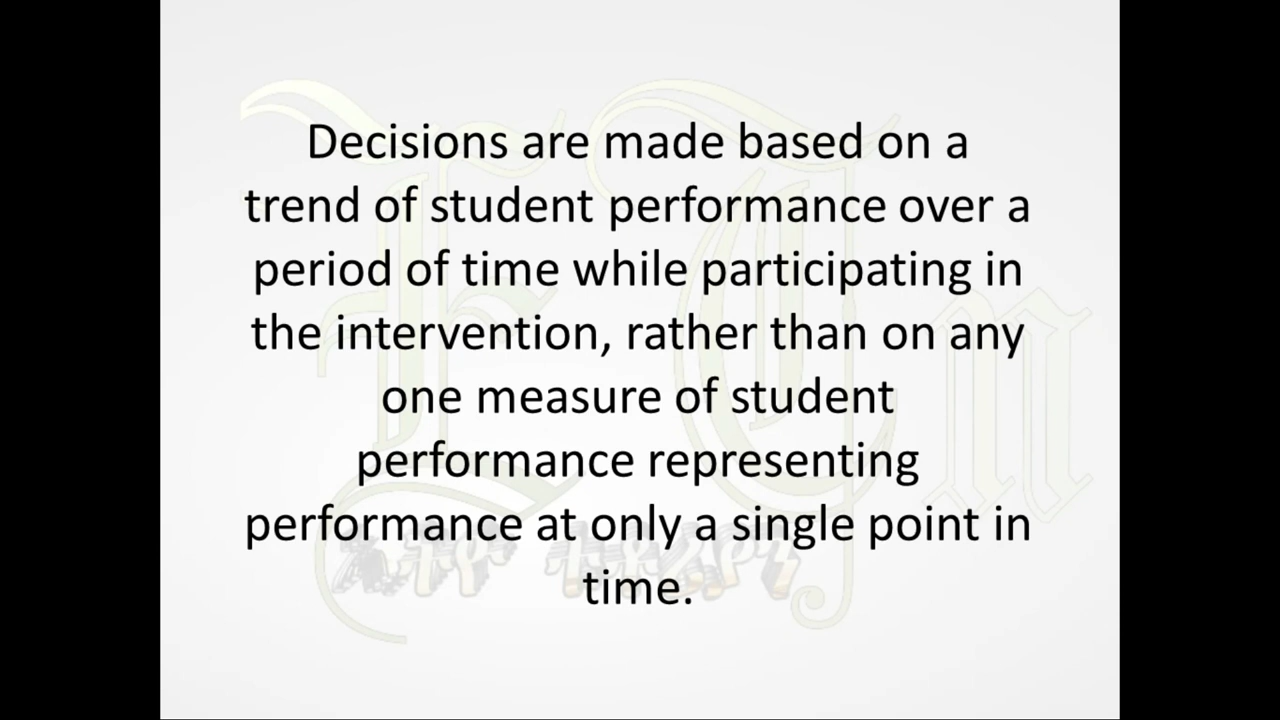 Decisions are made based on a
trend of student performance over a
period of time while participating in
the intervention, rather than on any
one measure of student
performance representing
performance at only a single point in
time.